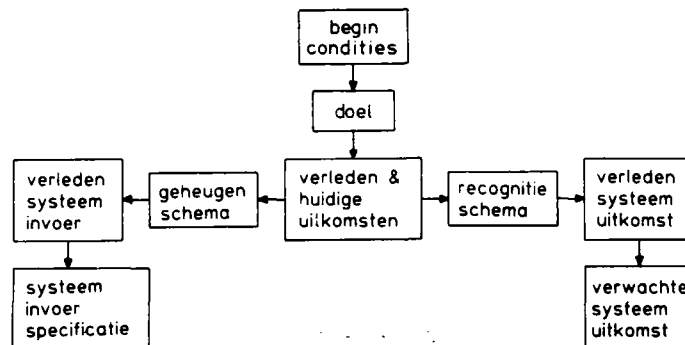 begin
condities
doel
verleden
systeem
invoer
geheugen
schema
verleden &
huidige
uilkomsten
recognitie
schema
verleden
systeem
uitkomst
systeem
invoer
specificatie
verwachte
systeem
uitkomst